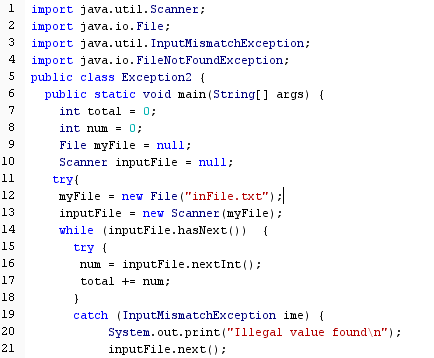 1 import java.util.Scanner;
2 import java.io.File;
3 import java.util.InputMismatchException;
4 import java.io.FileNotFoundException;
5 public class Exception2 {
6   public static void main(String[] args) {
7     int total = 0;
8     int num = 0;
9     File myFile = null;
10     Scanner inputFile = null;
11    try{
12     myFile = new File("inFile.txt");
13     inputFile = new Scanner(myFile);
14     while (inputFile.hasNext())  {
15       try {
16        num = inputFile.nextInt();
17        total += num;
18       }
19       catch (InputMismatchException ime) {
20            System.out.print("Illegal value found\n");
21            inputFile.next();